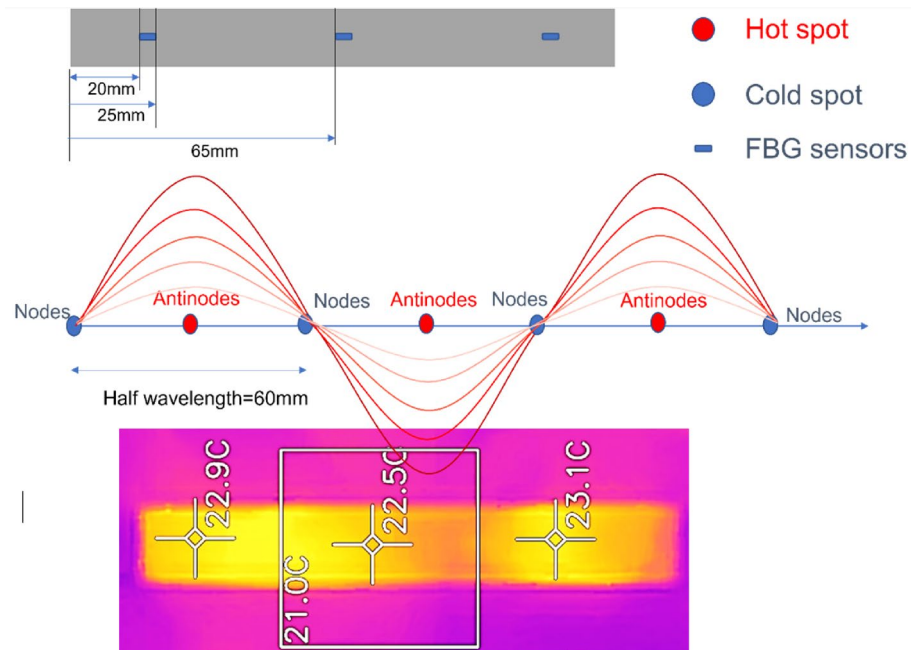 Hot spot
20mm
Cold spot
25mm
FBG sensors
65mm
Nodes
Antinodes
Nodes
Antinodes
Nodes
Antinodes
Nodes
Half wavelength=60mm
22.9C
22.5C
23.1C
21.0C